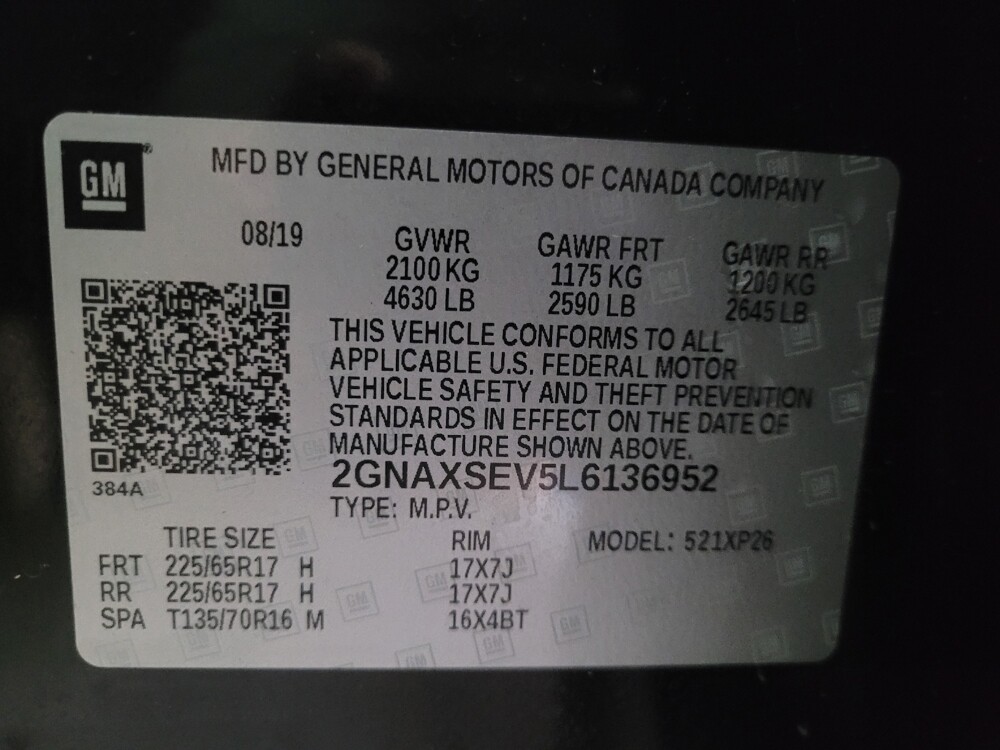 GM
MFD BY GENERAL MOTORS OF CANADA COMPANY
08/19 GVWR GAWR FRT GAWR RR
2100 KG 1175 KG 1200 KG
4630 LB 2590 LB 2645 LB
THIS VEHICLE CONFORMS TO ALL
APPLICABLE U.S. FEDERAL MOTOR
VEHICLE SAFETY AND THEFT PREVENTION
STANDARDS IN EFFECT ON THE DATE OF
MANUFACTURE SHOWN ABOVE.
384A
2GNAXSEV5L6136952
TYPE: M.P.V.
TIRE SIZE RIM MODEL: 521XP26
FRT 225/65R17 H 17X7J
RR 225/65R17 H 17X7J
SPA T135/70R16 M 16X4BT